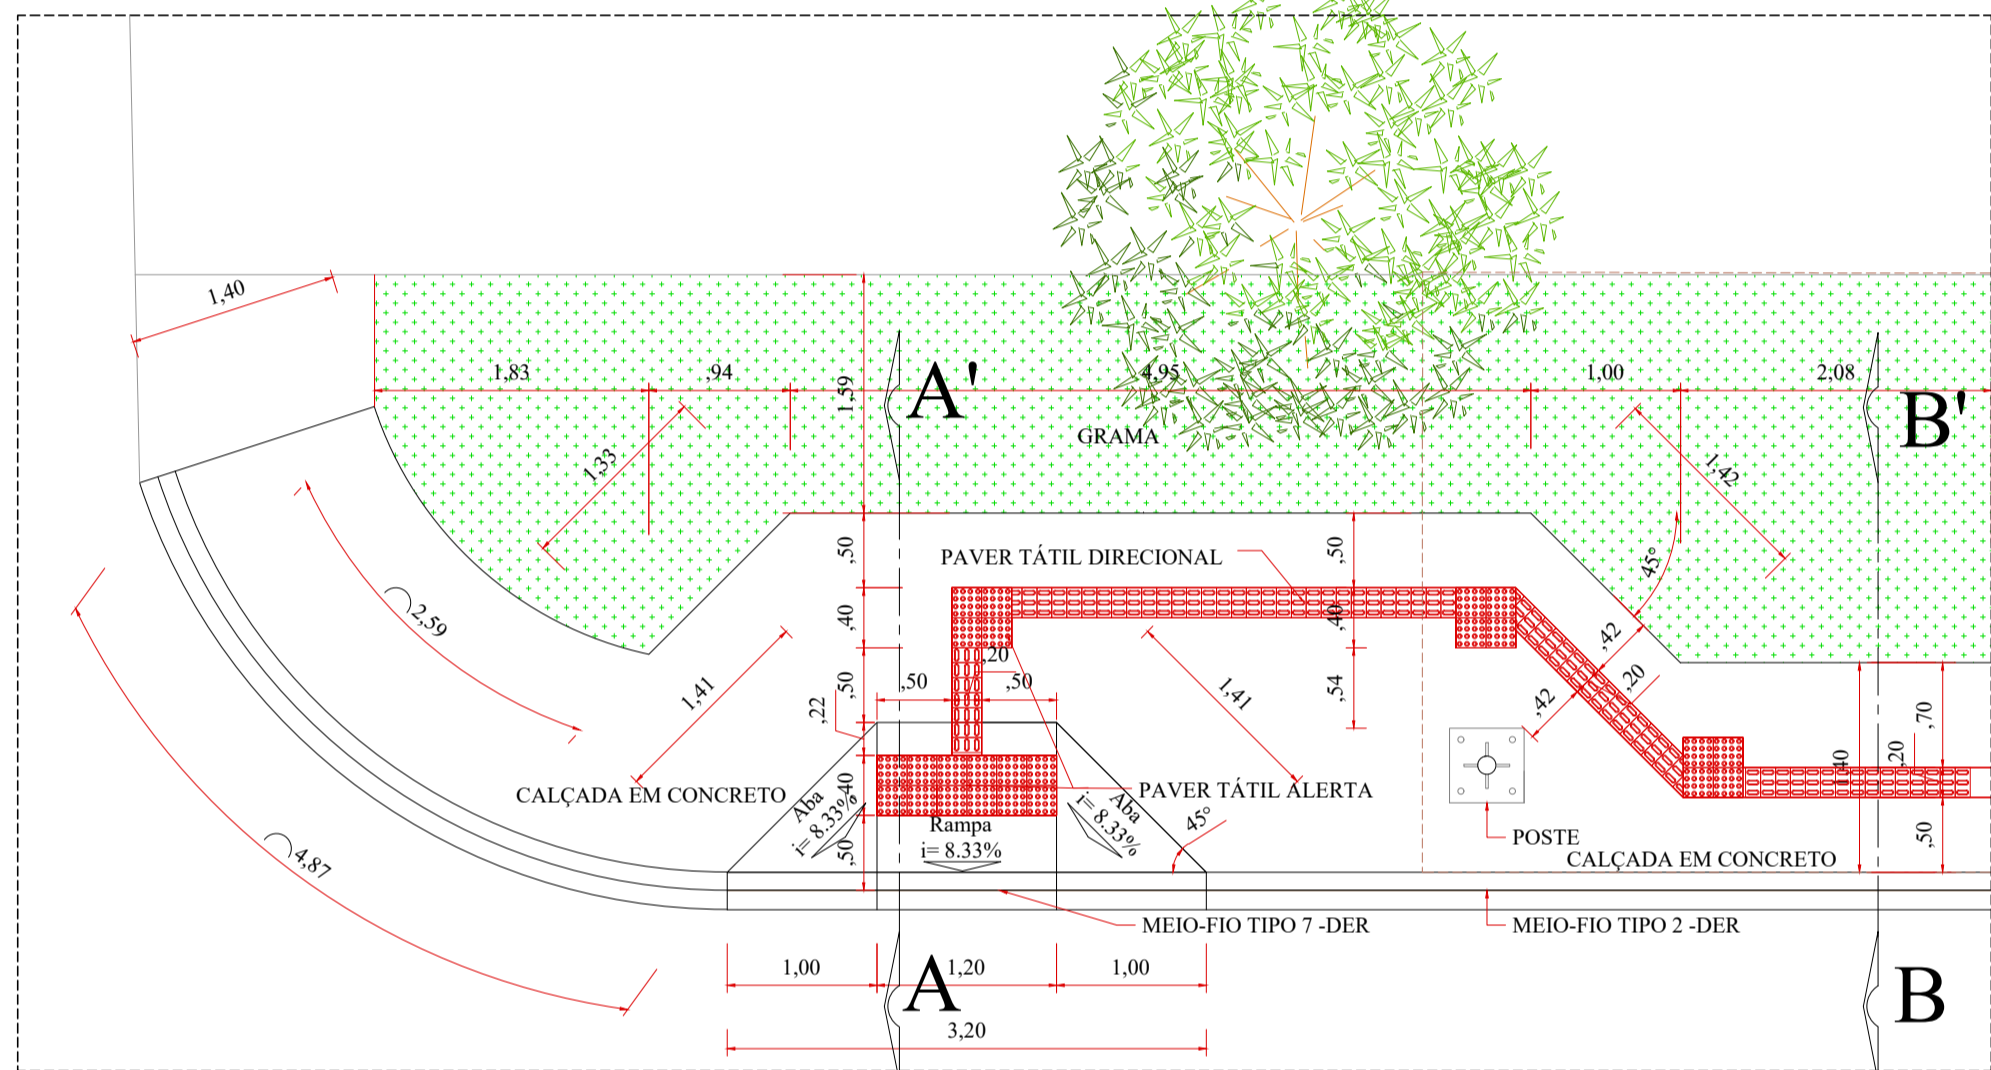 1,40
1,83
,94
1,59
4,95
1,00
2,08
A'
B'
GRAMA
1,33
1,42
,50
PAVER TÁTIL DIRECIONAL
,50
45°
2,59
,40
,40
,42
,20
,20
,50
,50
,50
,54
,42
1,41
1,41
,22
,70
,20
1,40
CALÇADA EM CONCRETO
,40
PAVER TÁTIL ALERTA
Aba
i= 8.33%
Rampa
i= 8.33%
Aba
i= 8.33%
45°
,50
POSTE
,50
CALÇADA EM CONCRETO
4,87
MEIO-FIO TIPO 7 -DER
MEIO-FIO TIPO 2 -DER
1,00
1,20
1,00
A
B
3,20